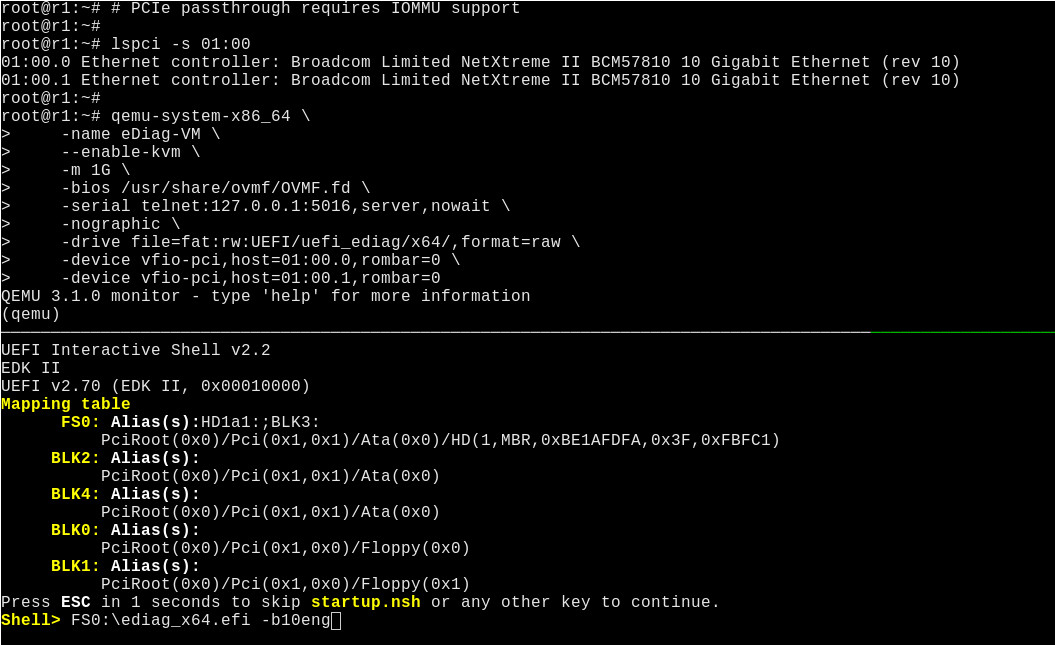 root@r1:~# # PCIe passthrough requires IOMMU support
root@r1:~#
root@r1:~# lspci -s 01:00
01:00.0 Ethernet controller: Broadcom Limited NetXtreme II BCM57810 10 Gigabit Ethernet (rev 10)
01:00.1 Ethernet controller: Broadcom Limited NetXtreme II BCM57810 10 Gigabit Ethernet (rev 10)
root@r1:~#
root@r1:~# qemu-system-x86_64 \
>     -name eDiag-VM \
>     --enable-kvm \
>     -m 1G \
>     -bios /usr/share/ovmf/OVMF.fd \
>     -serial telnet:127.0.0.1:5016,server,nowait \
>     -nographic \
>     -drive file=fat:rw:UEFI/uefi_ediag/x64/,format=raw \
>     -device vfio-pci,host=01:00.0,rombar=0 \
>     -device vfio-pci,host=01:00.1,rombar=0
QEMU 3.1.0 monitor - type 'help' for more information
(qemu)
UEFI Interactive Shell v2.2
EDK II
UEFI v2.70 (EDK II, 0x00010000)
Mapping table
      FS0: Alias(s):HD1a1:;BLK3:
          PciRoot(0x0)/Pci(0x1,0x1)/Ata(0x0)/HD(1,MBR,0xBE1AFDFA,0x3F,0xFBFC1)
     BLK2: Alias(s):
          PciRoot(0x0)/Pci(0x1,0x1)/Ata(0x0)
     BLK4: Alias(s):
          PciRoot(0x0)/Pci(0x1,0x1)/Ata(0x0)
     BLK0: Alias(s):
          PciRoot(0x0)/Pci(0x1,0x0)/Floppy(0x0)
     BLK1: Alias(s):
          PciRoot(0x0)/Pci(0x1,0x0)/Floppy(0x1)
Press ESC in 1 seconds to skip startup.nsh or any other key to continue.
Shell> FS0:\ediag_x64.efi -b10eng